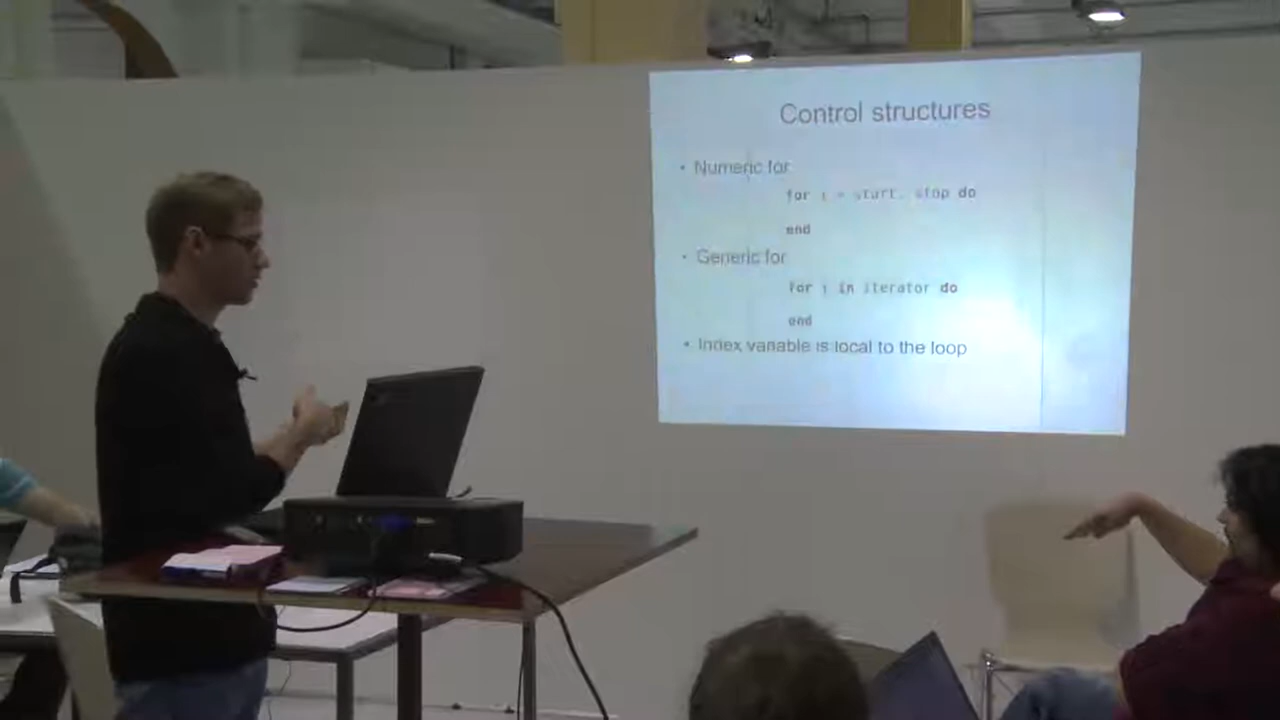 Control structures
• Numeric for
for i = start, stop do
end
• Generic for
for i in iterator do
end
• Index variable is local to the loop